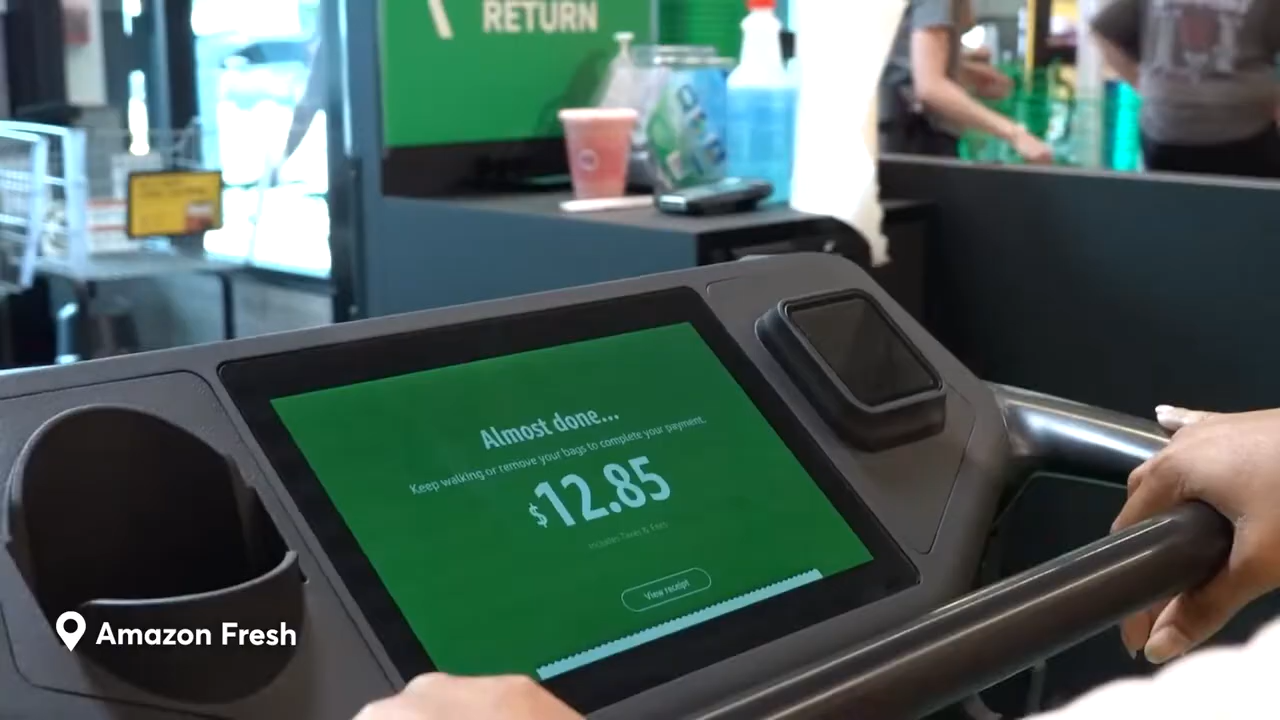 RETURN
Almost done...
Keep walking or remove your bags to complete your payment.
$12.85
Includes Taxes & Fees
View receipt
Amazon Fresh